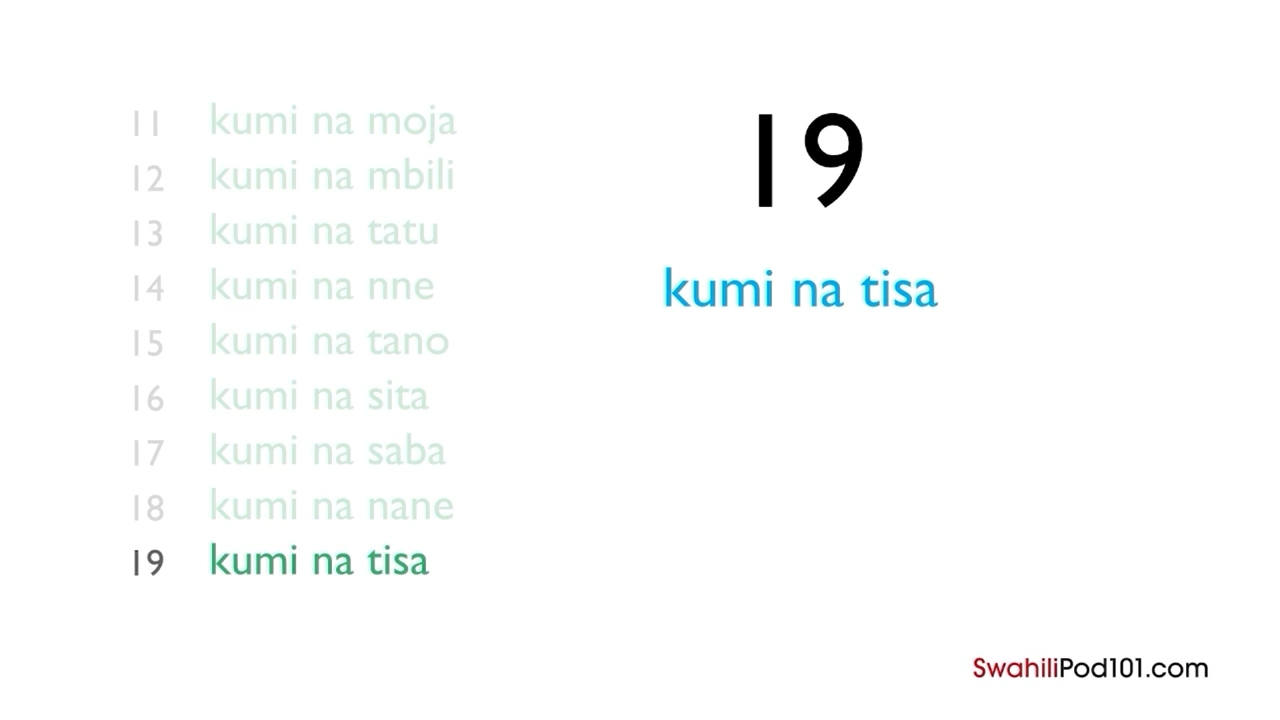 11 kumi na moja
12 kumi na mbili
13 kumi na tatu
14 kumi na nne
15 kumi na tano
16 kumi na sita
17 kumi na saba
18 kumi na nane
19 kumi na tisa
19
kumi na tisa
SwahiliPod101.com